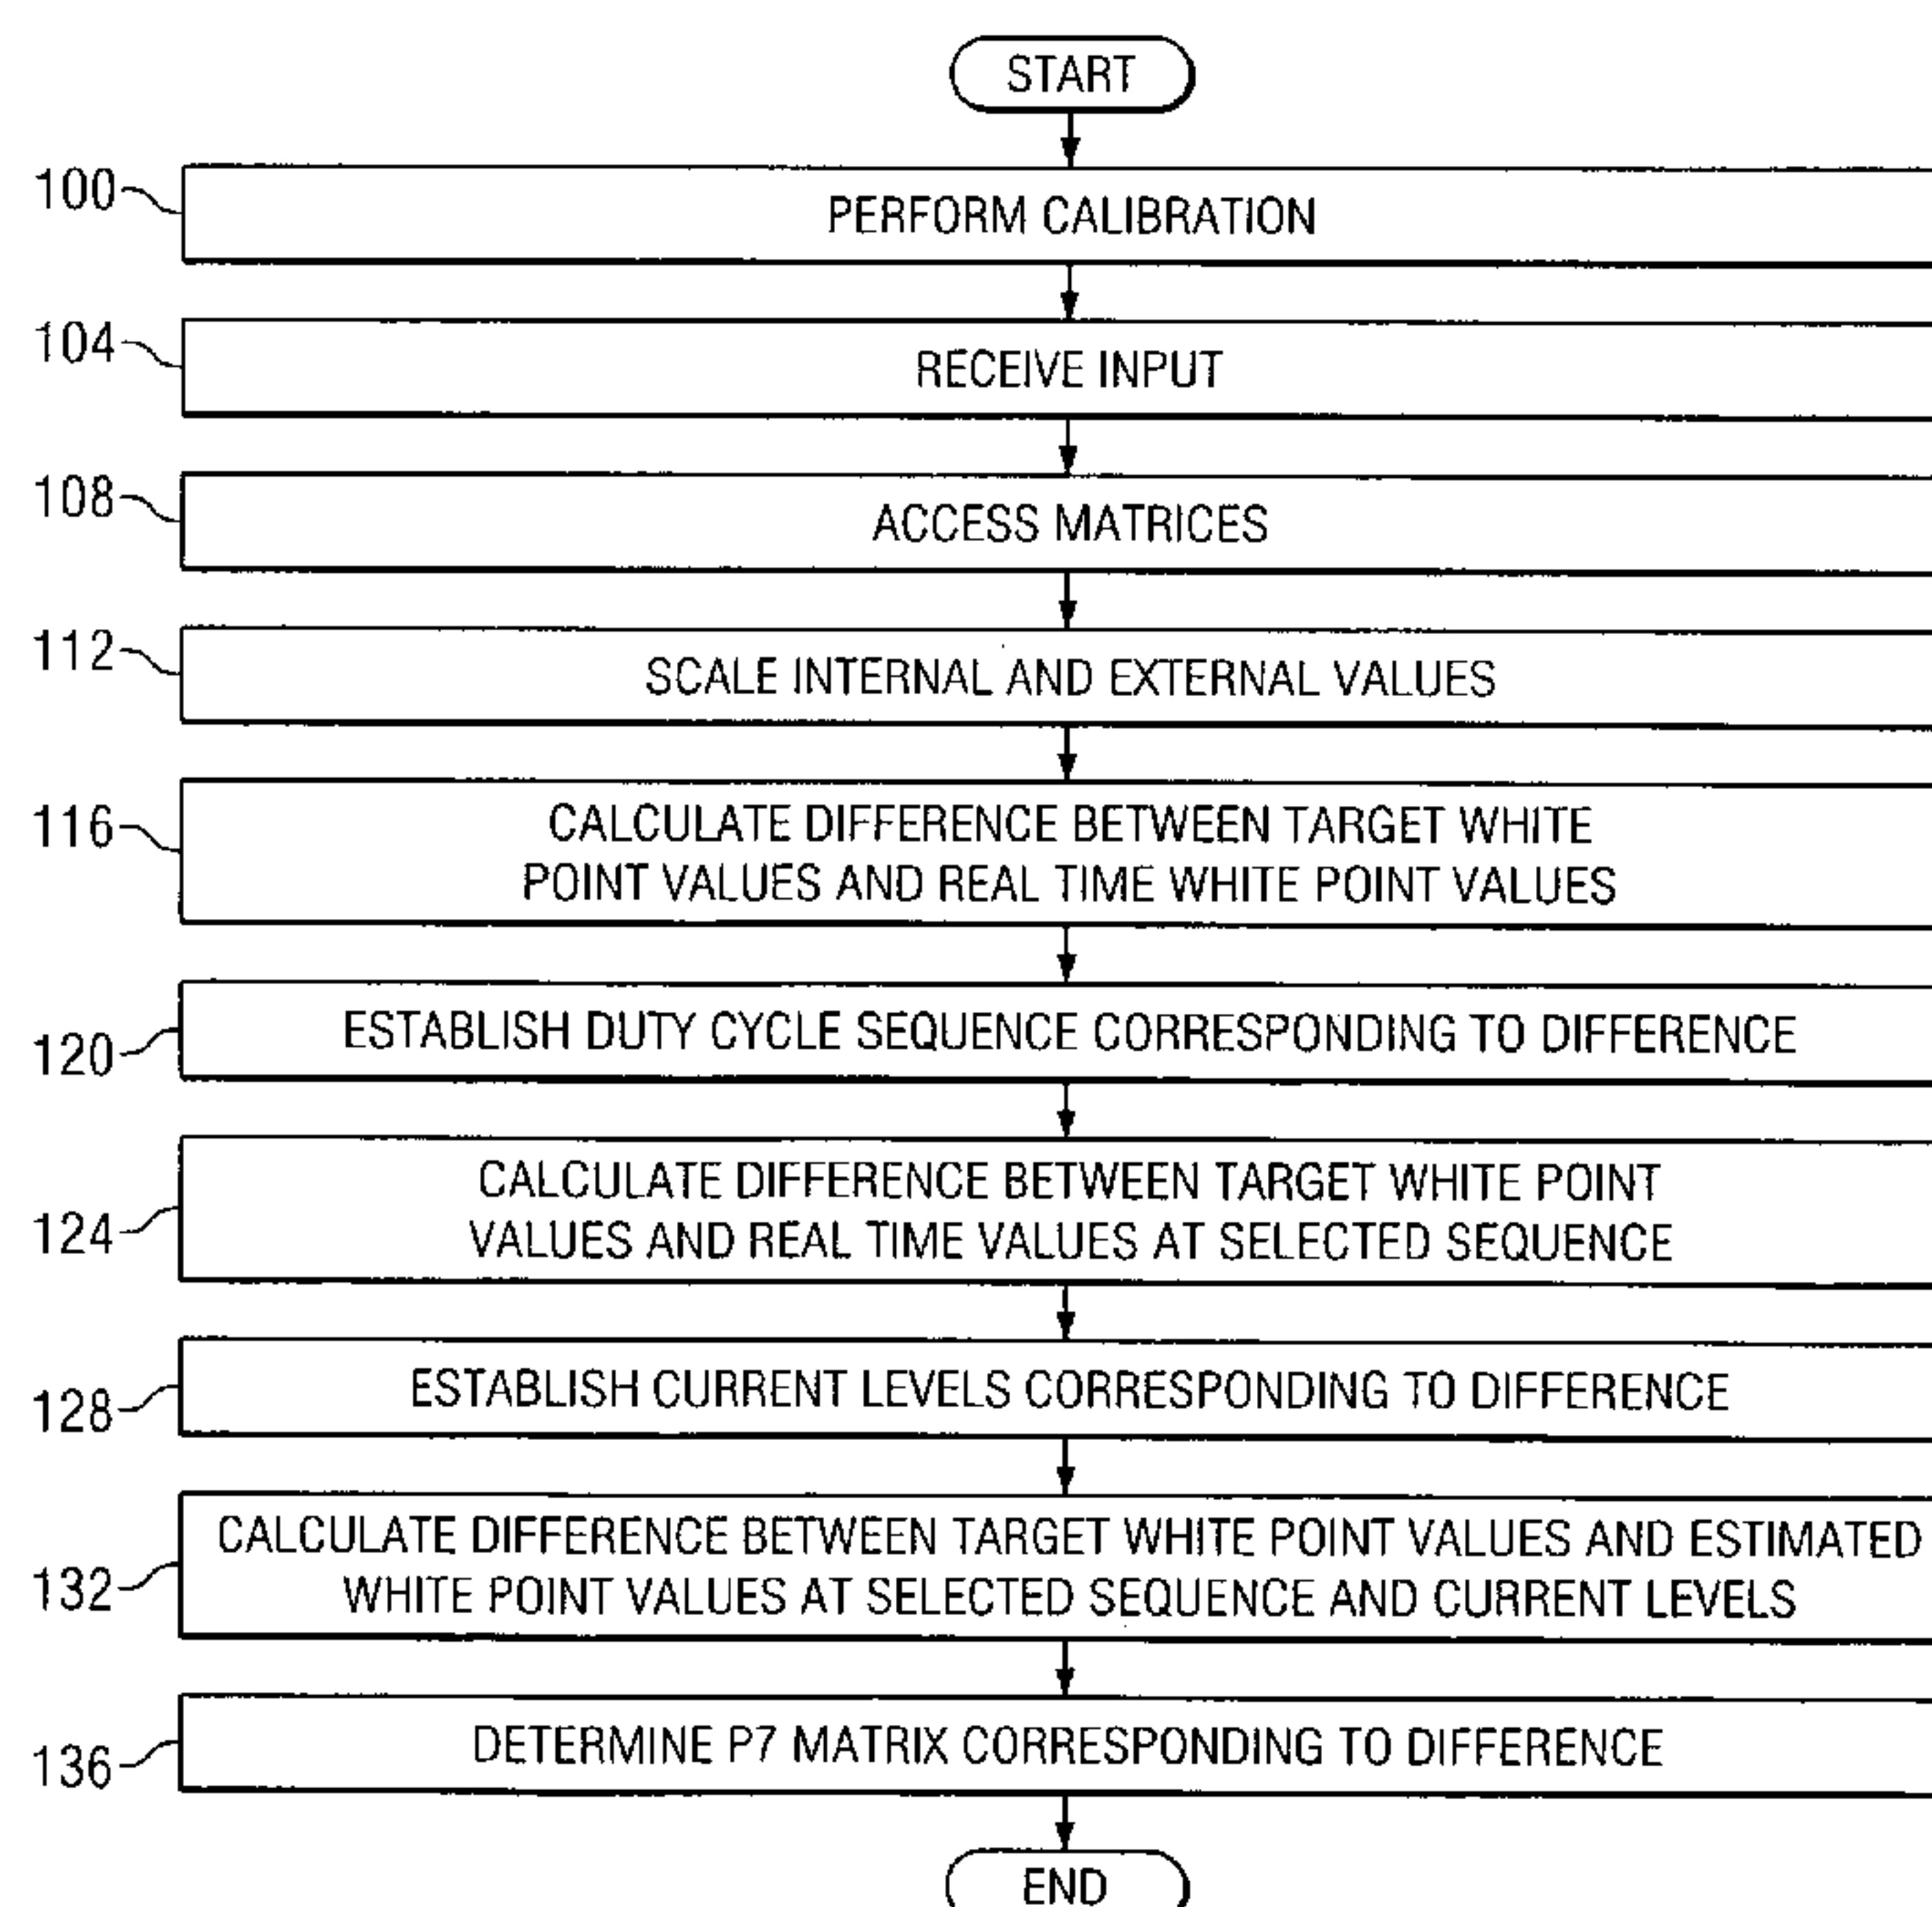 START
100
PERFORM CALIBRATION
104
RECEIVE INPUT
108
ACCESS MATRICES
112
SCALE INTERNAL AND EXTERNAL VALUES
116
CALCULATE DIFFERENCE BETWEEN TARGET WHITE
POINT VALUES AND REAL TIME WHITE POINT VALUES
120
ESTABLISH DUTY CYCLE SEQUENCE CORRESPONDING TO DIFFERENCE
124
CALCULATE DIFFERENCE BETWEEN TARGET WHITE POINT
VALUES AND REAL TIME VALUES AT SELECTED SEQUENCE
128
ESTABLISH CURRENT LEVELS CORRESPONDING TO DIFFERENCE
132
CALCULATE DIFFERENCE BETWEEN TARGET WHITE POINT VALUES AND ESTIMATED
WHITE POINT VALUES AT SELECTED SEQUENCE AND CURRENT LEVELS
136
DETERMINE P7 MATRIX CORRESPONDING TO DIFFERENCE
END